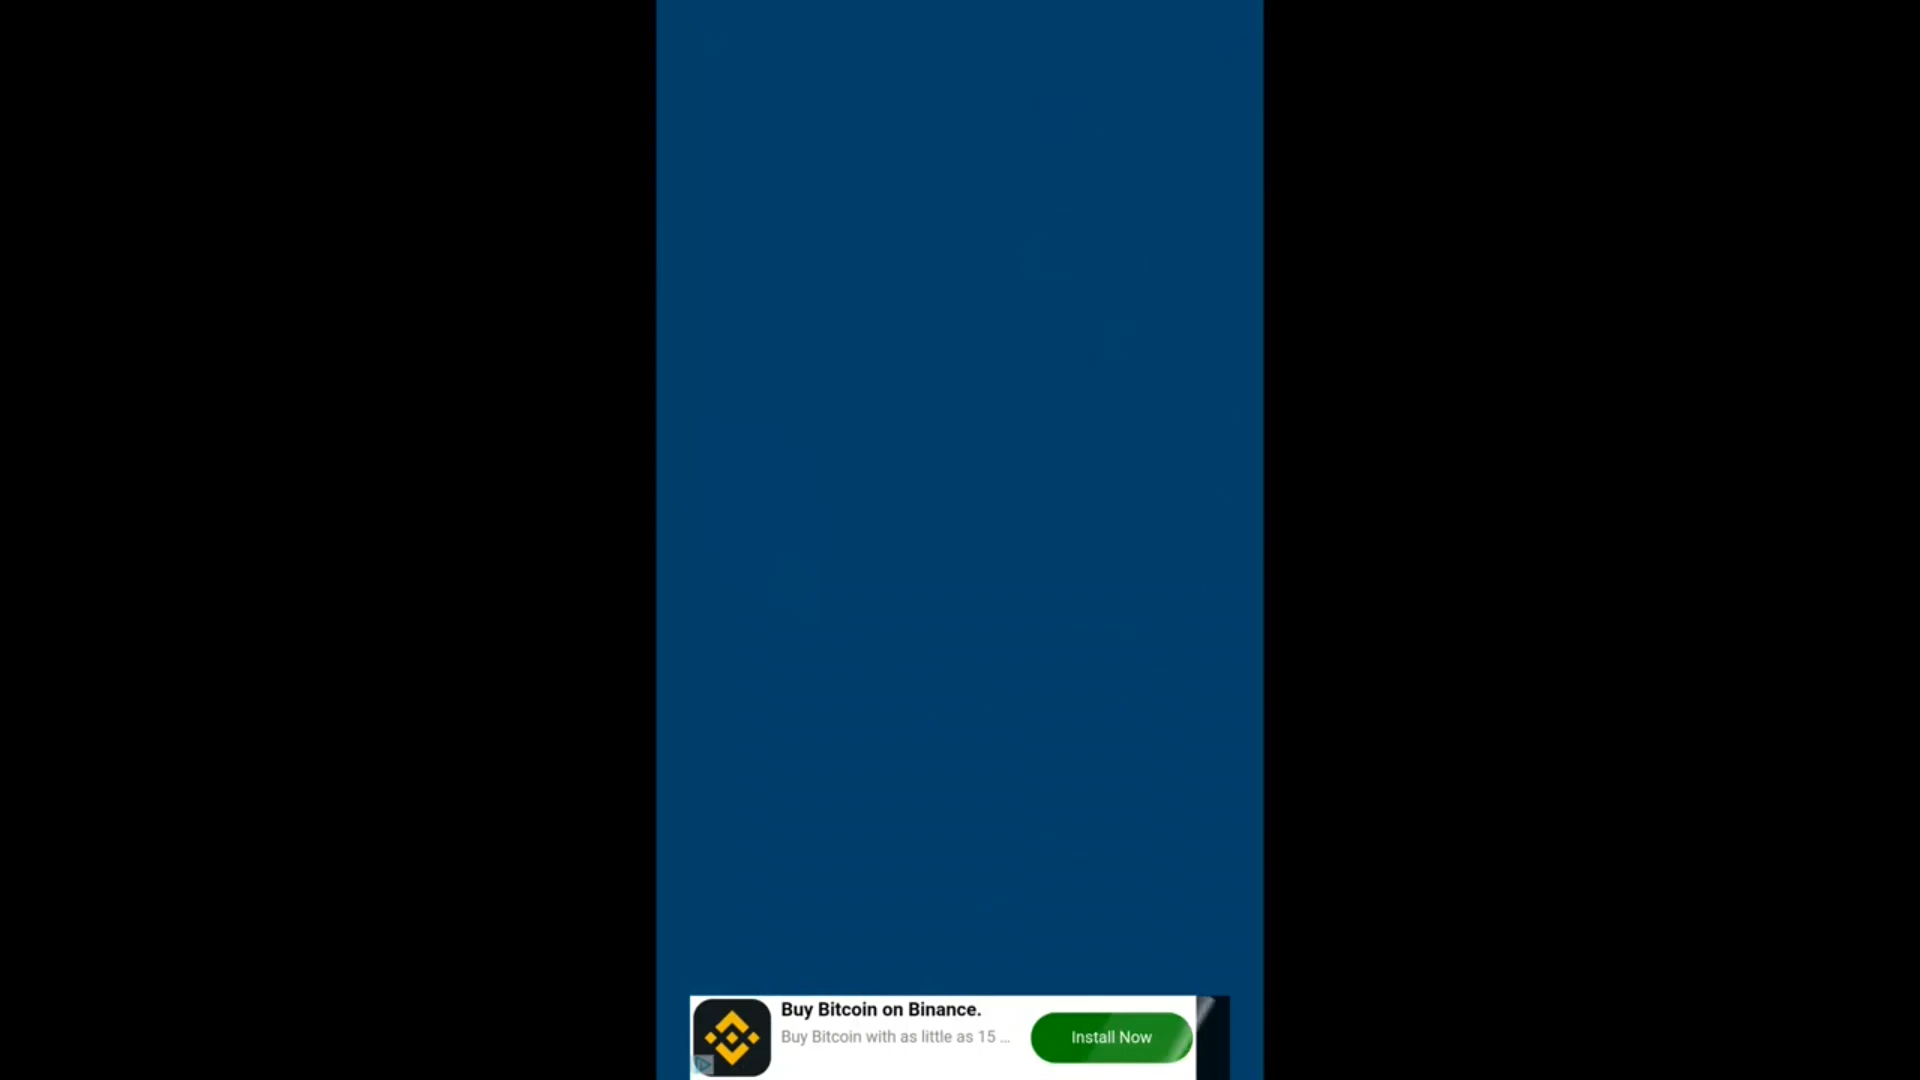 Buy Bitcoin on Binance.
Buy Bitcoin with as little as 15 ...
Install Now